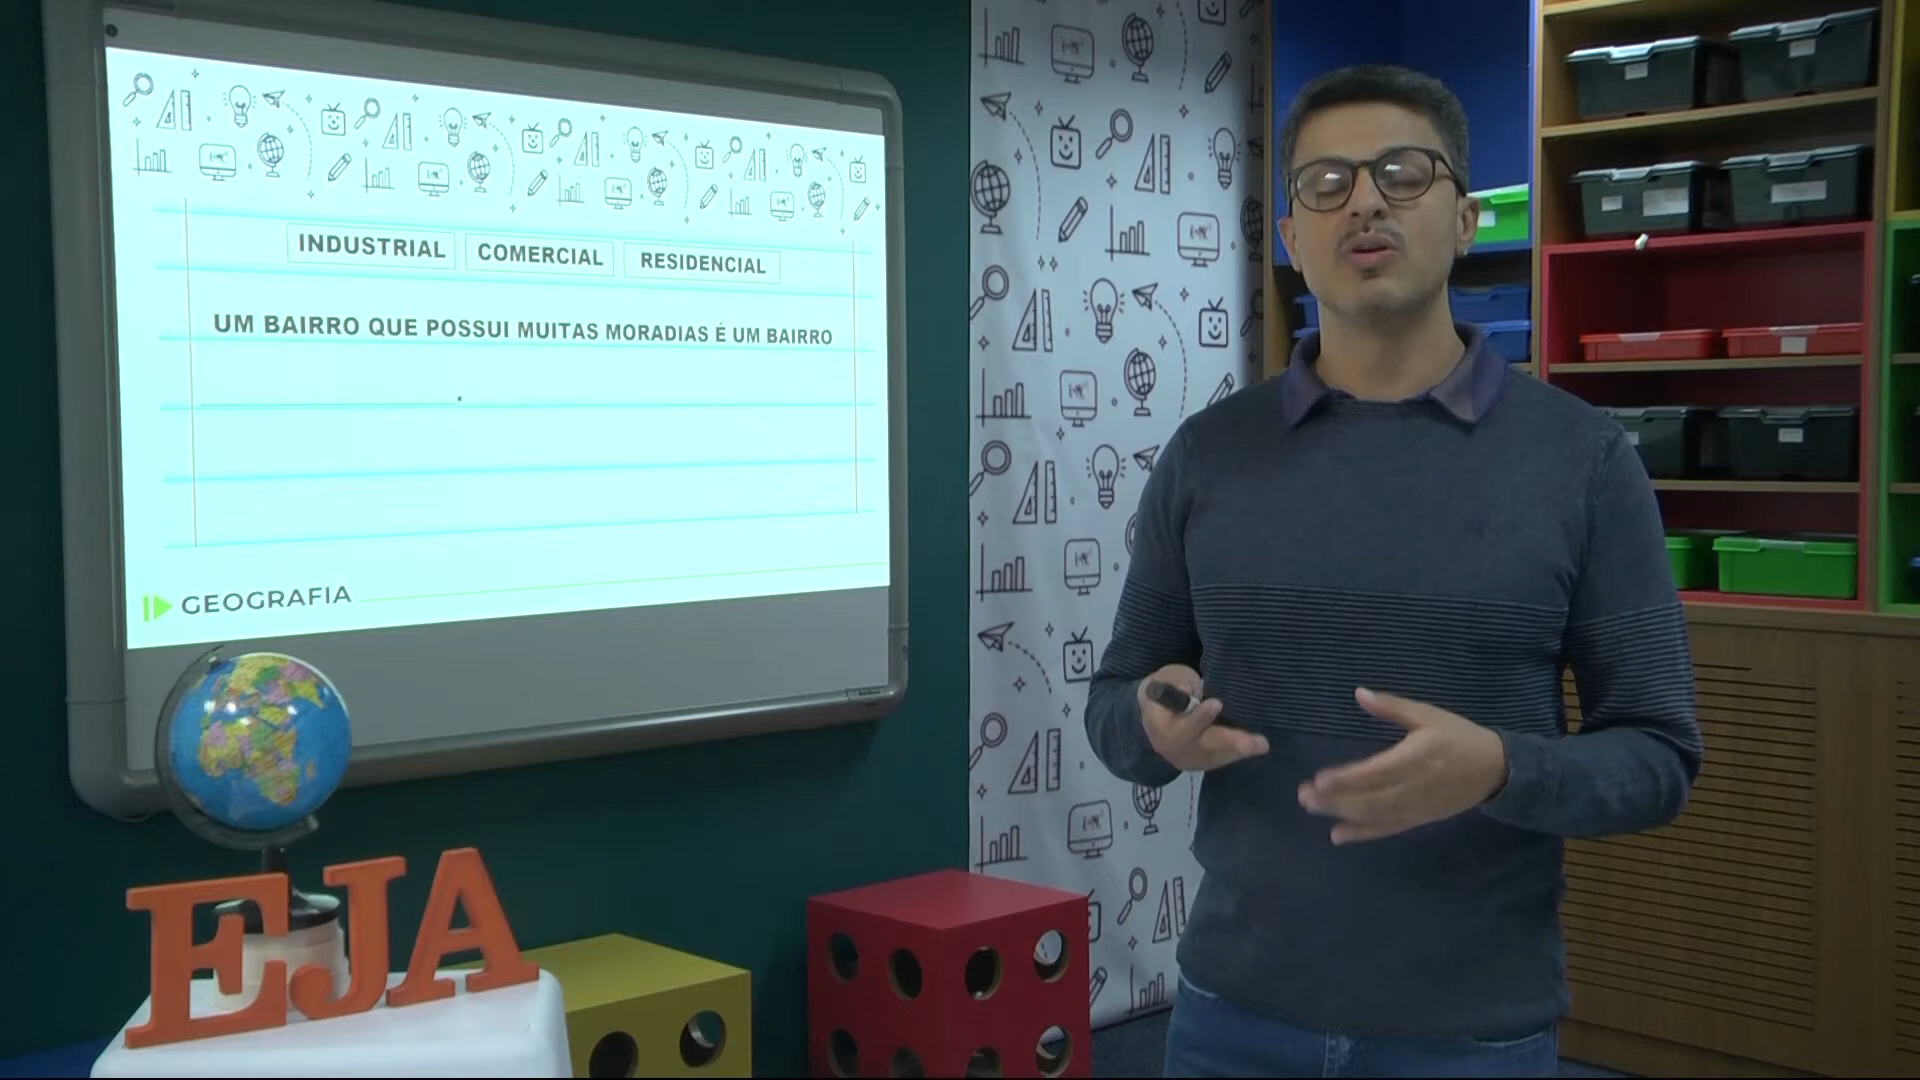 INDUSTRIAL COMERCIAL RESIDENCIAL
UM BAIRRO QUE POSSUI MUITAS MORADIAS É UM BAIRRO
.
GEOGRAFIA
EJA